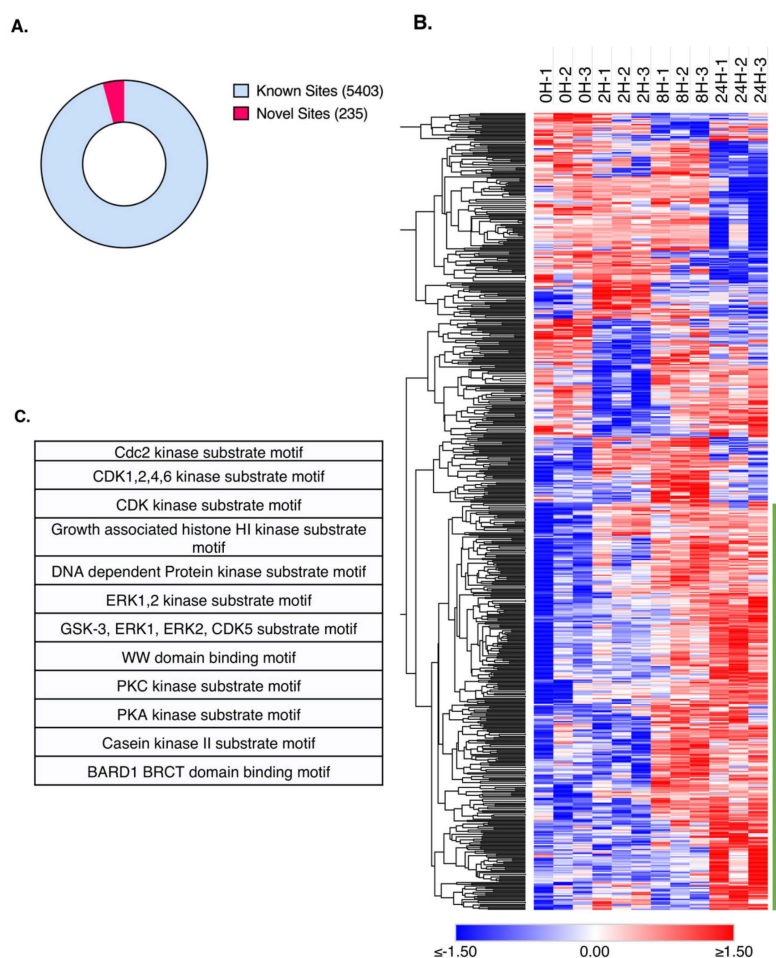 A.
Known Sites (5403)
Novel Sites (235)
B.
0H-1
0H-2
0H-3
2H-1
2H-2
2H-3
8H-1
8H-2
8H-3
24H-1
24H-2
24H-3
C.
Cdc2 kinase substrate motif
CDK1,2,4,6 kinase substrate motif
CDK kinase substrate motif
Growth associated histone HI kinase substrate
motif
DNA dependent Protein kinase substrate motif
ERK1,2 kinase substrate motif
GSK-3, ERK1, ERK2, CDK5 substrate motif
WW domain binding motif
PKC kinase substrate motif
PKA kinase substrate motif
Casein kinase II substrate motif
BARD1 BRCT domain binding motif
≤-1.50 0.00 ≥1.50